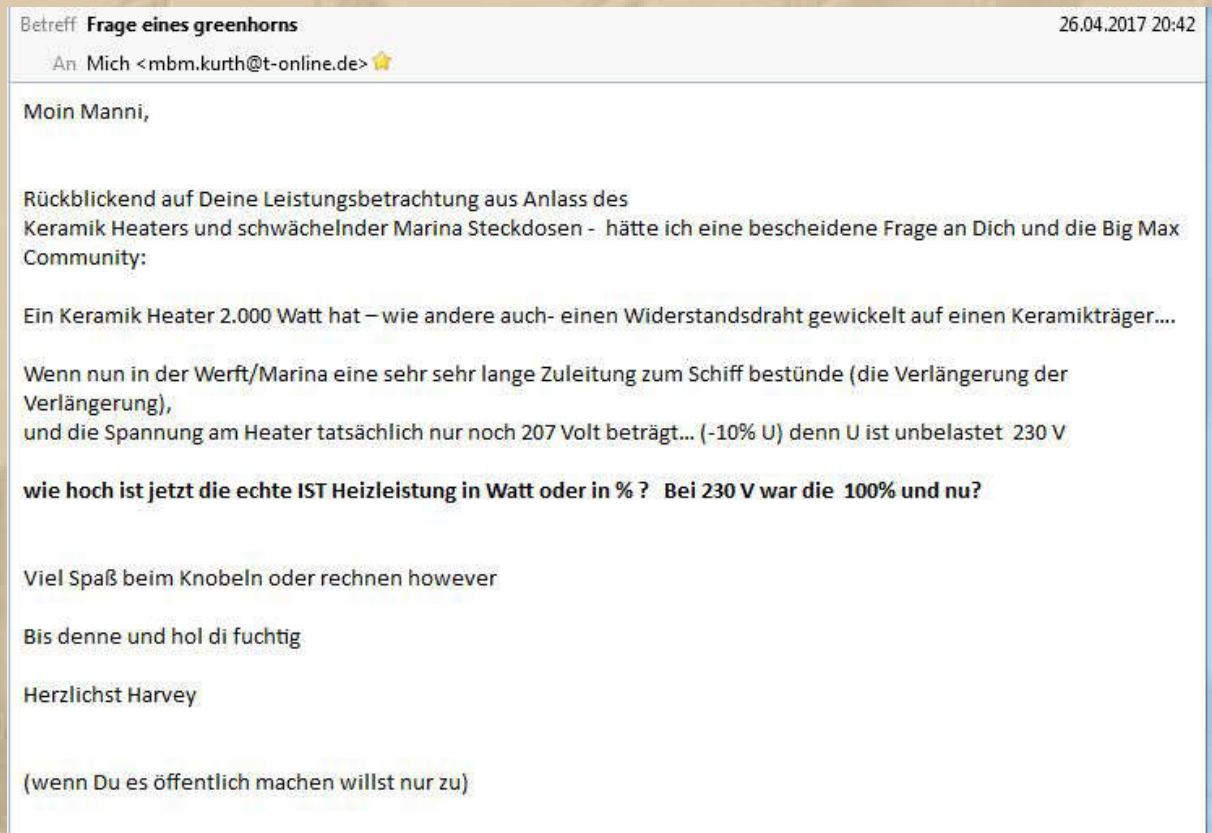 Betreff Frage eines greenhorns 26.04.2017 20:42
An Mich <mbm.kurth@t-online.de>
Moin Manni,
Rückblickend auf Deine Leistungsbetrachtung aus Anlass des
Keramik Heaters und schwächelnder Marina Steckdosen - hätte ich eine bescheidene Frage an Dich und die Big Max
Community:
Ein Keramik Heater 2.000 Watt hat – wie andere auch- einen Widerstandsdraht gewickelt auf einen Keramikträger....
Wenn nun in der Werft/Marina eine sehr sehr lange Zuleitung zum Schiff bestünde (die Verlängerung der
Verlängerung),
und die Spannung am Heater tatsächlich nur noch 207 Volt beträgt... (-10% U) denn U ist unbelastet 230 V
wie hoch ist jetzt die echte IST Heizleistung in Watt oder in % ? Bei 230 V war die 100% und nu?
Viel Spaß beim Knobeln oder rechnen however
Bis denne und hol di fuchtig
Herzlichst Harvey
(wenn Du es öffentlich machen willst nur zu)